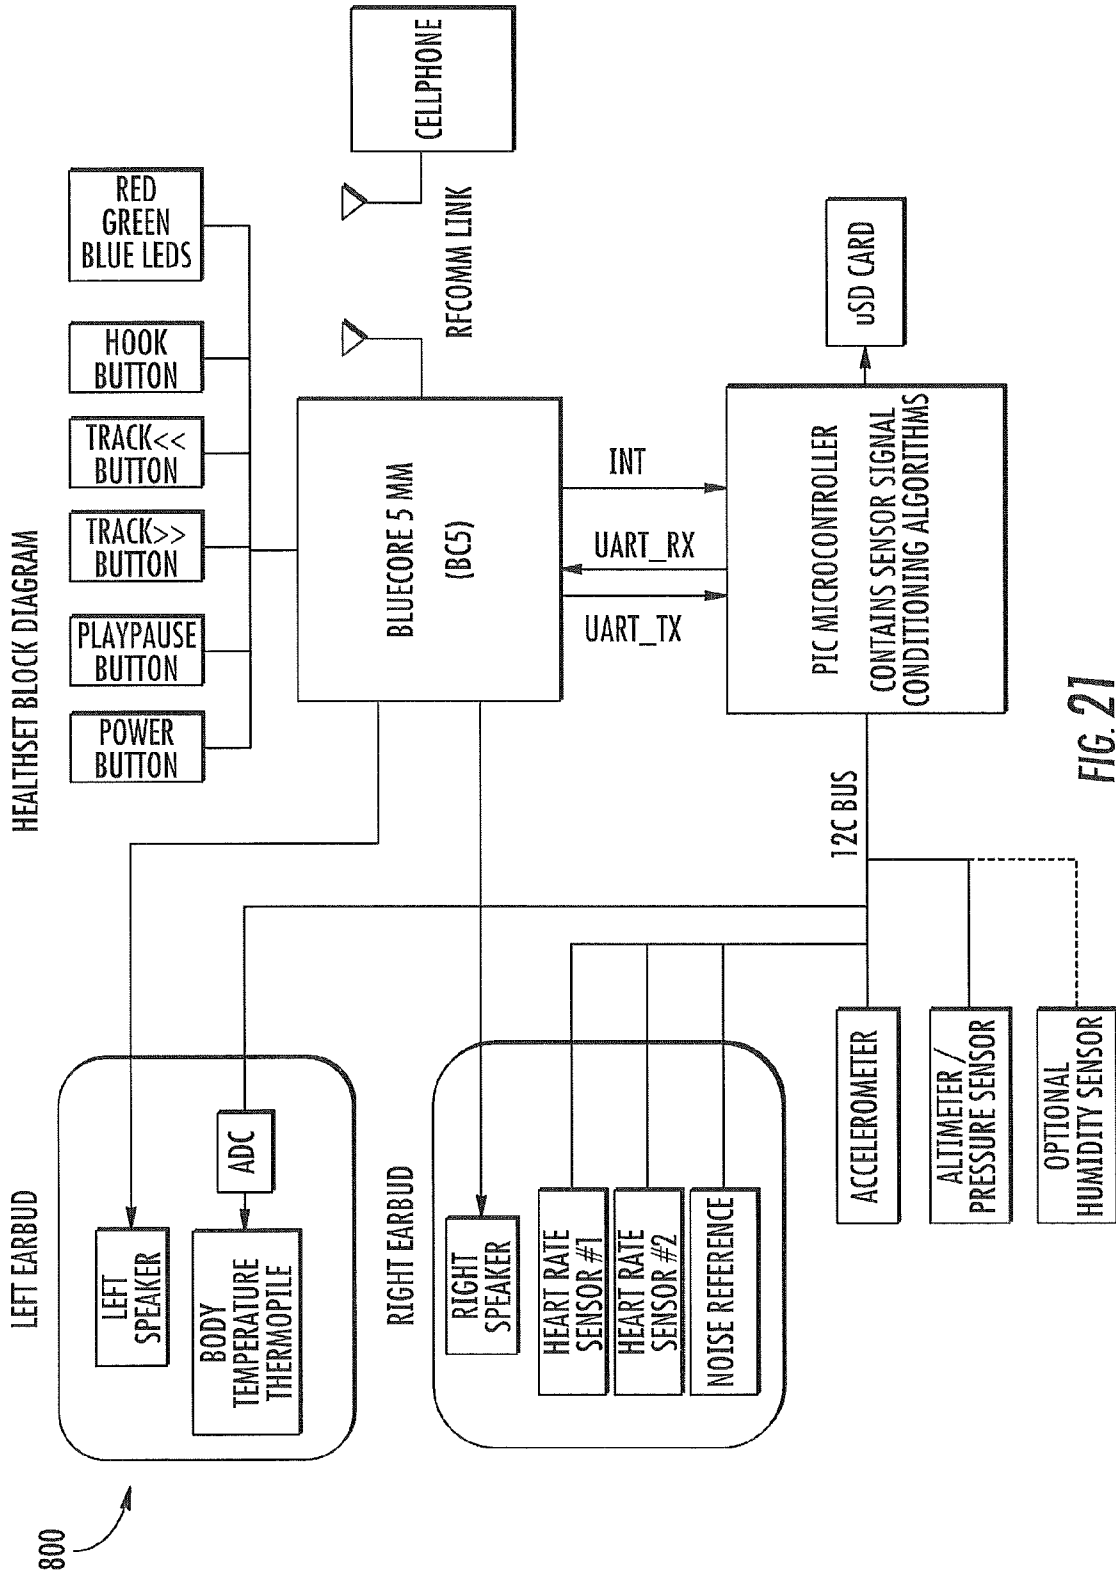 HEALTHSET BLOCK DIAGRAM
800
LEFT EARBUD
LEFT
SPEAKER
BODY
TEMPERATURE
THERMOPILE
ADC
RIGHT EARBUD
RIGHT
SPEAKER
HEART RATE
SENSOR #1
HEART RATE
SENSOR #2
NOISE REFERENCE
ACCELEROMETER
ALTIMETER /
PRESSURE SENSOR
OPTIONAL
HUMIDITY SENSOR
POWER
BUTTON
PLAYPAUSE
BUTTON
TRACK>>
BUTTON
TRACK<<
BUTTON
HOOK
BUTTON
RED
GREEN
BLUE LEDS
BLUECORE 5 MM
(BC5)
RFCOMM LINK
CELLPHONE
UART_TX
UART_RX
INT
PIC MICROCONTROLLER
CONTAINS SENSOR SIGNAL
CONDITIONING ALGORITHMS
12C BUS
uSD CARD
FIG. 21